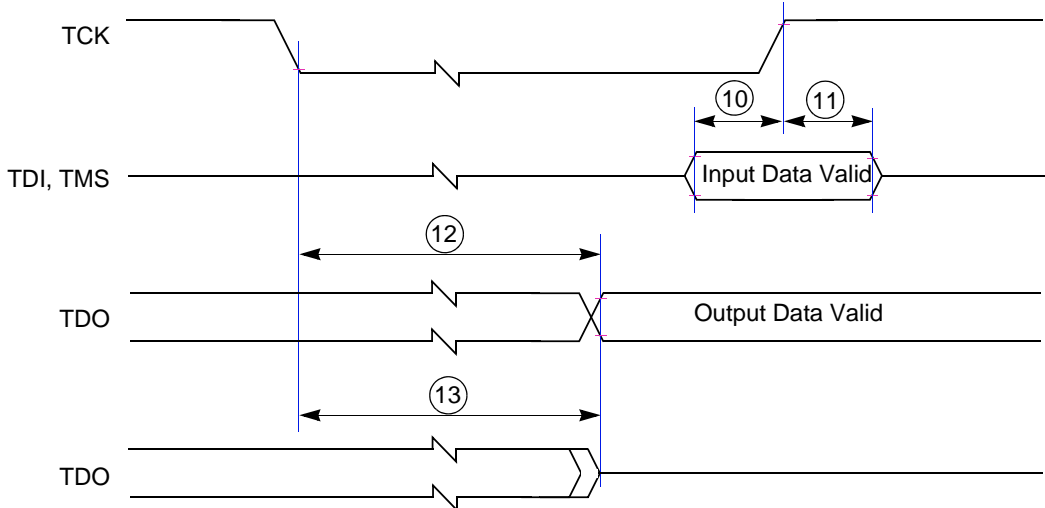 TCK
10
11
TDI, TMS
Input Data Valid
12
TDO
Output Data Valid
13
TDO